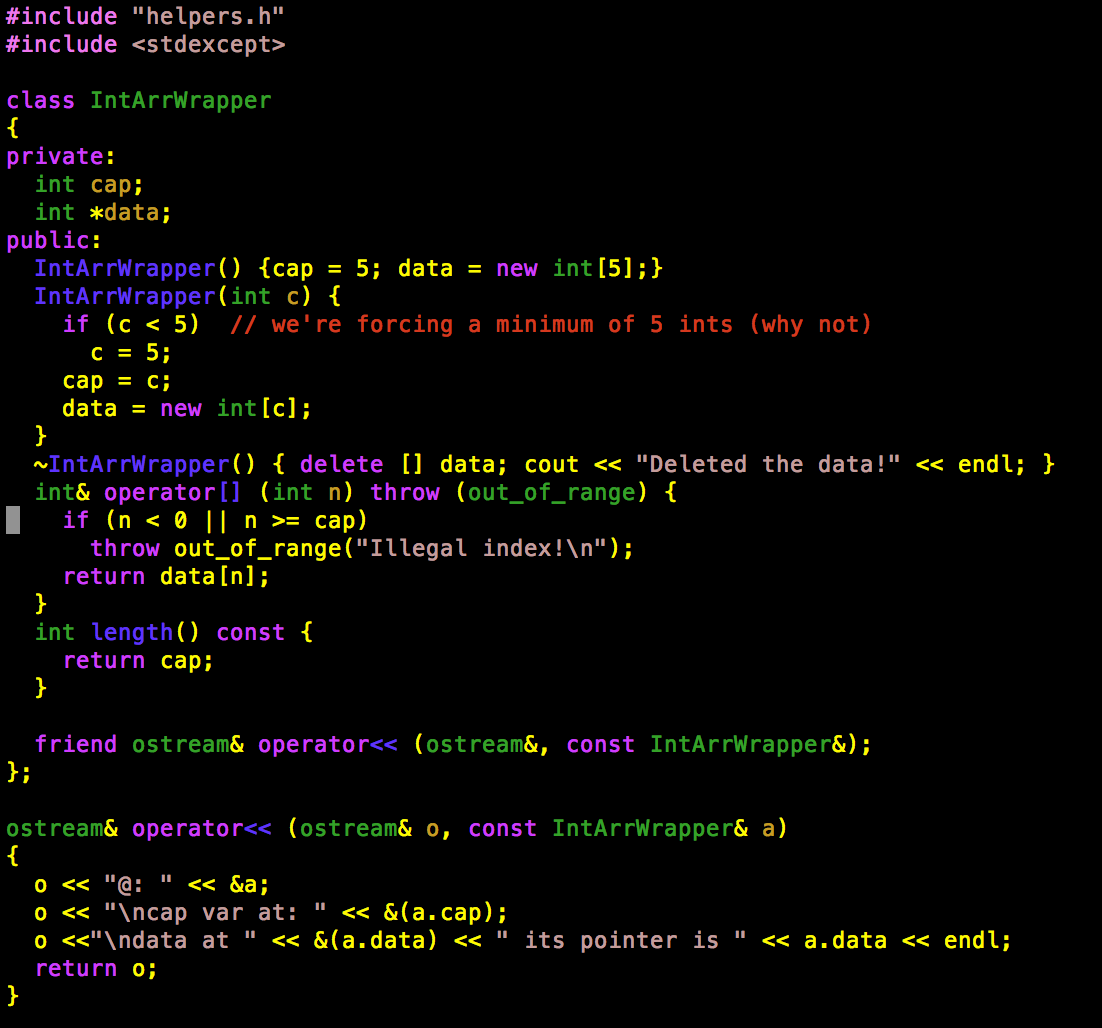 #include "helpers.h"
#include <stdexcept>

class IntArrWrapper
{
private:
  int cap;
  int *data;
public:
  IntArrWrapper() {cap = 5; data = new int[5];}
  IntArrWrapper(int c) {
    if (c < 5)  // we're forcing a minimum of 5 ints (why not)
      c = 5;
    cap = c;
    data = new int[c];
  }
  ~IntArrWrapper() { delete [] data; cout << "Deleted the data!" << endl; }
  int& operator[] (int n) throw (out_of_range) {
    if (n < 0 || n >= cap)
      throw out_of_range("Illegal index!\n");
    return data[n];
  }
  int length() const {
    return cap;
  }

  friend ostream& operator<< (ostream&, const IntArrWrapper&);
};

ostream& operator<< (ostream& o, const IntArrWrapper& a)
{
  o << "@: " << &a;
  o << "\ncap var at: " << &(a.cap);
  o <<"\ndata at " << &(a.data) << " its pointer is " << a.data << endl;
  return o;
}